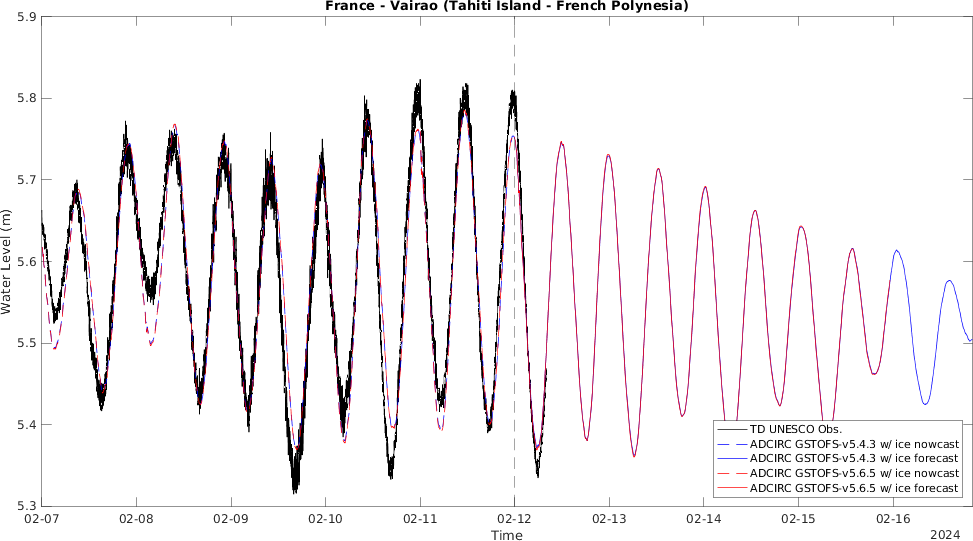 France - Vairao (Tahiti Island - French Polynesia)
5.9
5.8
5.7
5.6
5.5
5.4
5.3
Water Level (m)
TD UNESCO Obs.
ADCIRC GSTOFS-v5.4.3 w/ ice nowcast
ADCIRC GSTOFS-v5.4.3 w/ ice forecast
ADCIRC GSTOFS-v5.6.5 w/ ice nowcast
ADCIRC GSTOFS-v5.6.5 w/ ice forecast
02-07 02-08 02-09 02-10 02-11 02-12 02-13 02-14 02-15 02-16
Time
2024